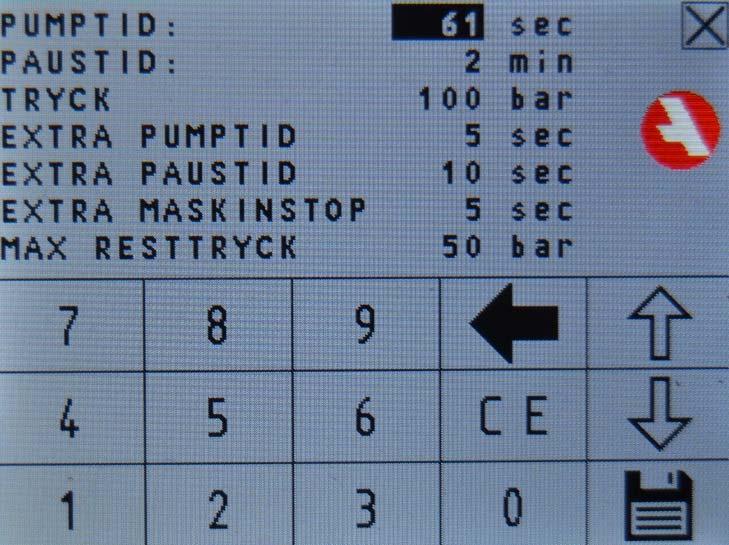 PUMPTID: 61 sec
PAUSTID: 2 min
TRYCK 100 bar
EXTRA PUMPTID 5 sec
EXTRA PAUSTID 10 sec
EXTRA MASKINSTOP 5 sec
MAX RESTTRYCK 50 bar
7 8 9
4 5 6 CE
1 2 3 0